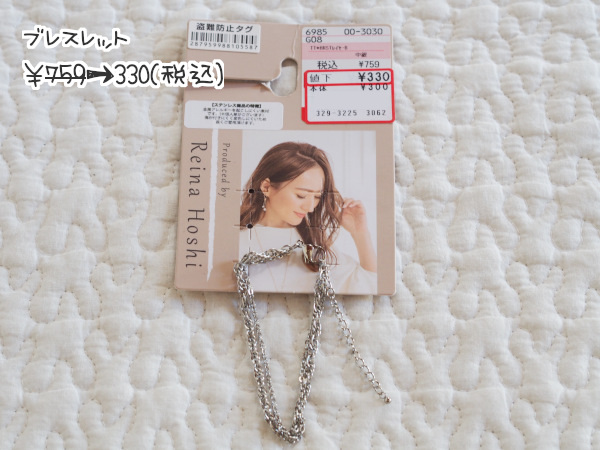 ブレスレット
¥759→330(税込)
盗難防止タグ
2879599881055B7
6985 00-3030
G08
税込 ¥759
値下 ¥330
本体 ¥300
329-3225 3062
【ステンレス製品の特徴】
Produced by
Reina Hoshi